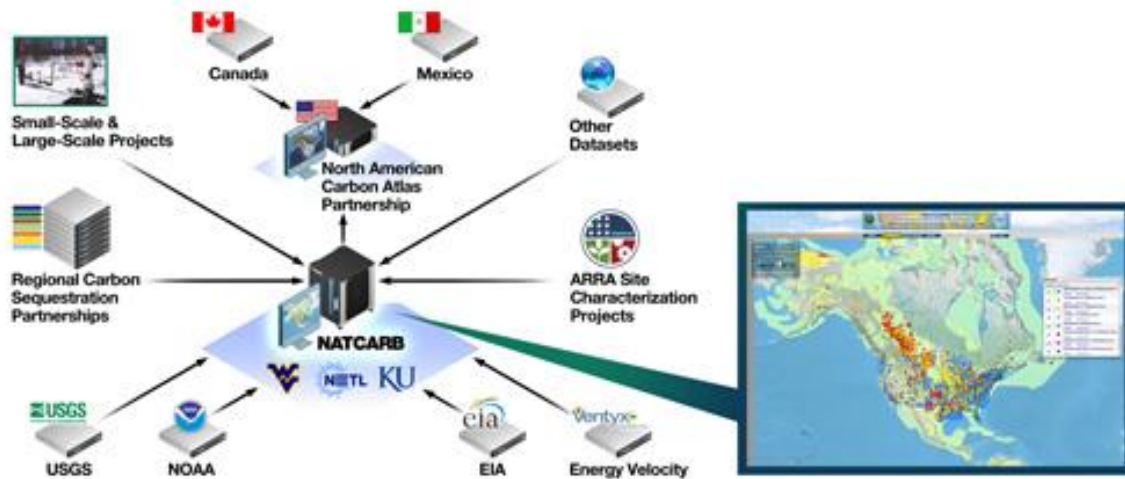 Canada
Mexico
Small-Scale &
Large-Scale Projects
Other
Datasets
North American
Carbon Atlas
Partnership
Regional Carbon
Sequestration
Partnerships
ARRA Site
Characterization
Projects
NATCARB
WV
NETL
KU
USGS
eia
Ventyx
USGS
NOAA
EIA
Energy Velocity